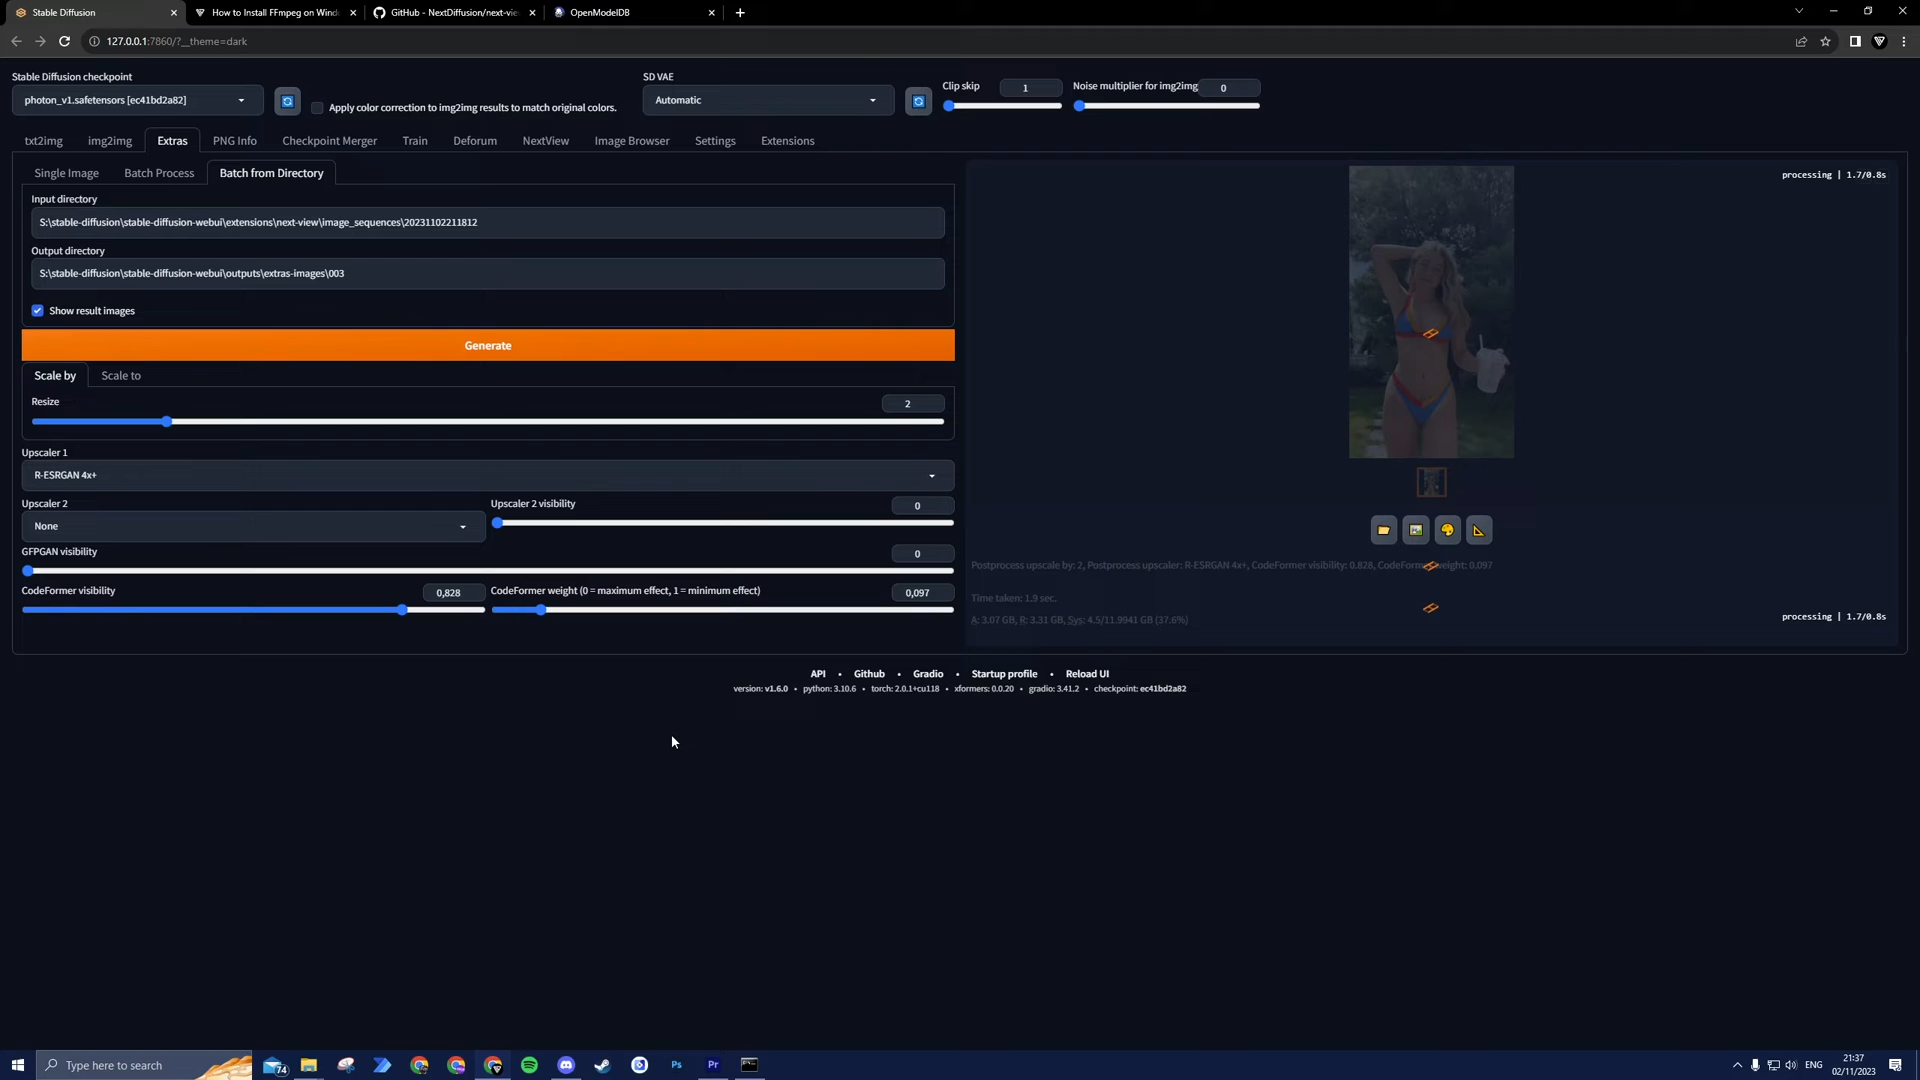 Stable Diffusion
How to Install FFmpeg on Wind
GitHub - NextDiffusion/next-vie
OpenModelDB
127.0.0.1:7860/?__theme=dark
Stable Diffusion checkpoint
photon_v1.safetensors [ec41bd2a82]
Apply color correction to img2img results to match original colors.
SD VAE
Automatic
Clip skip
1
Noise multiplier for img2img
0
txt2img
img2img
Extras
PNG Info
Checkpoint Merger
Train
Deforum
NextView
Image Browser
Settings
Extensions
Single Image
Batch Process
Batch from Directory
Input directory
S:\stable-diffusion\stable-diffusion-webui\extensions\next-view\image_sequences\20231102211812
Output directory
S:\stable-diffusion\stable-diffusion-webui\outputs\extras-images\003
Show result images
Generate
Scale by
Scale to
Resize
2
Upscaler 1
R-ESRGAN 4x+
Upscaler 2
None
Upscaler 2 visibility
0
GFPGAN visibility
0
CodeFormer visibility
0,828
CodeFormer weight (0 = maximum effect, 1 = minimum effect)
0,097
processing | 1.7/0.8s
Postprocess upscale by: 2, Postprocess upscaler: R-ESRGAN 4x+, CodeFormer visibility: 0.828, CodeFormer weight: 0.097
Time taken: 1.9 sec.
A: 3.07 GB, R: 3.31 GB, Sys: 4.5/11.9941 GB (37.6%)
processing | 1.7/0.8s
API • Github • Gradio • Startup profile • Reload UI
version: v1.6.0 • python: 3.10.6 • torch: 2.0.1+cu118 • xformers: 0.0.20 • gradio: 3.41.2 • checkpoint: ec41bd2a82
Type here to search
74
Ps
Pr
ENG
21:37
02/11/2023